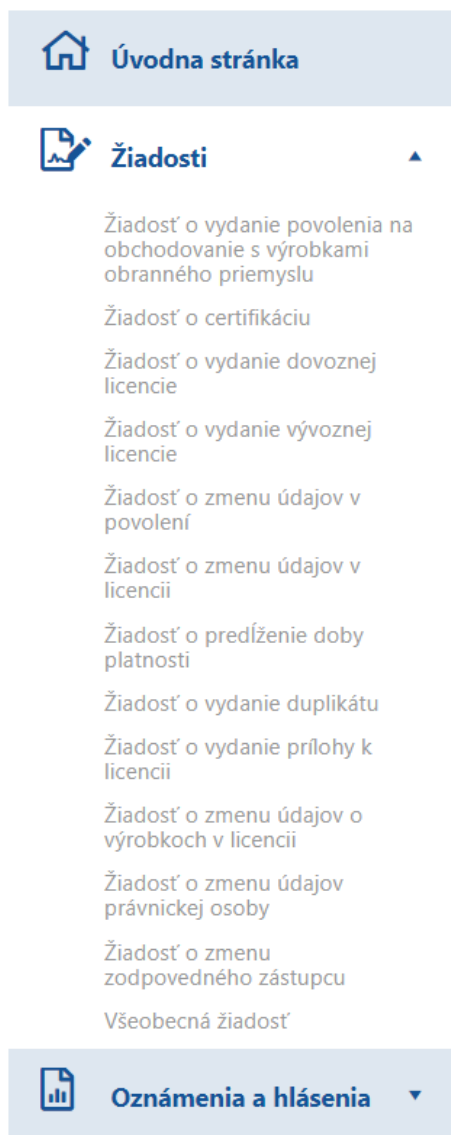 Úvodna stránka
Žiadosti
Žiadosť o vydanie povolenia na
obchodovanie s výrobkami
obranného priemyslu
Žiadosť o certifikáciu
Žiadosť o vydanie dovoznej
licencie
Žiadosť o vydanie vývoznej
licencie
Žiadosť o zmenu údajov v
povolení
Žiadosť o zmenu údajov v
licencii
Žiadosť o predĺženie doby
platnosti
Žiadosť o vydanie duplikátu
Žiadosť o vydanie prílohy k
licencii
Žiadosť o zmenu údajov o
výrobkoch v licencii
Žiadosť o zmenu údajov
právnickej osoby
Žiadosť o zmenu
zodpovedného zástupcu
Všeobecná žiadosť
Oznámenia a hlásenia